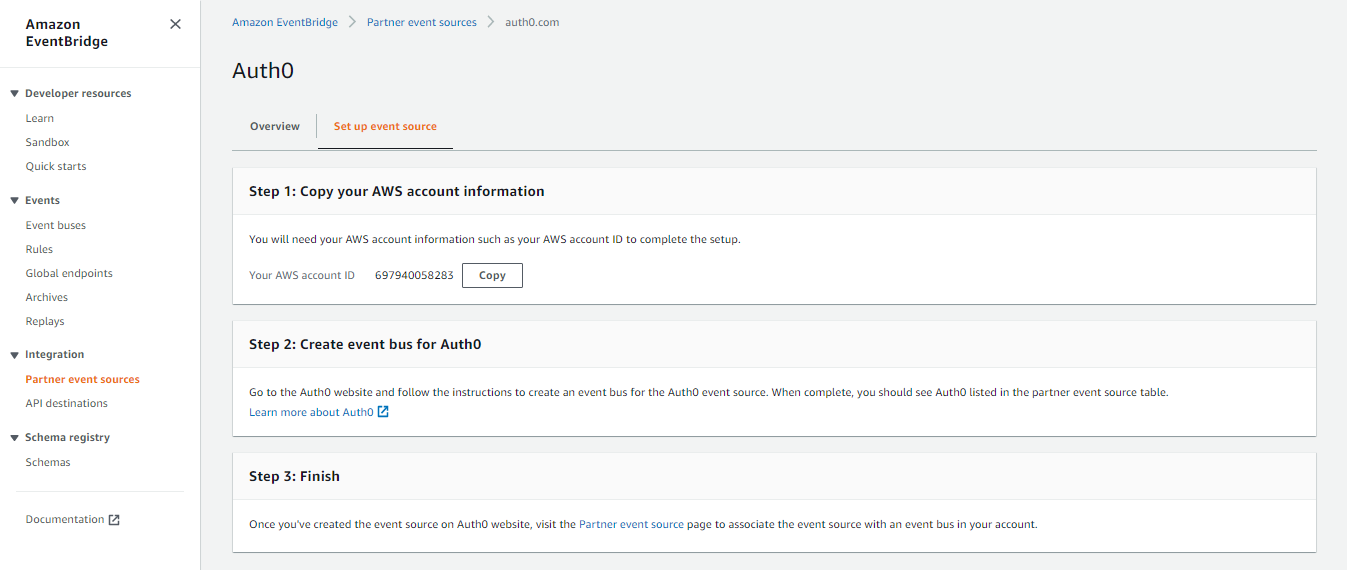 Amazon
EventBridge
Developer resources
Learn
Sandbox
Quick starts
Events
Event buses
Rules
Global endpoints
Archives
Replays
Integration
Partner event sources
API destinations
Schema registry
Schemas
Documentation
Amazon EventBridge > Partner event sources > auth0.com
Auth0
Overview Set up event source
Step 1: Copy your AWS account information
You will need your AWS account information such as your AWS account ID to complete the setup.
Your AWS account ID 697940058283 Copy
Step 2: Create event bus for Auth0
Go to the Auth0 website and follow the instructions to create an event bus for the Auth0 event source. When complete, you should see Auth0 listed in the partner event source table.
Learn more about Auth0
Step 3: Finish
Once you've created the event source on Auth0 website, visit the Partner event source page to associate the event source with an event bus in your account.